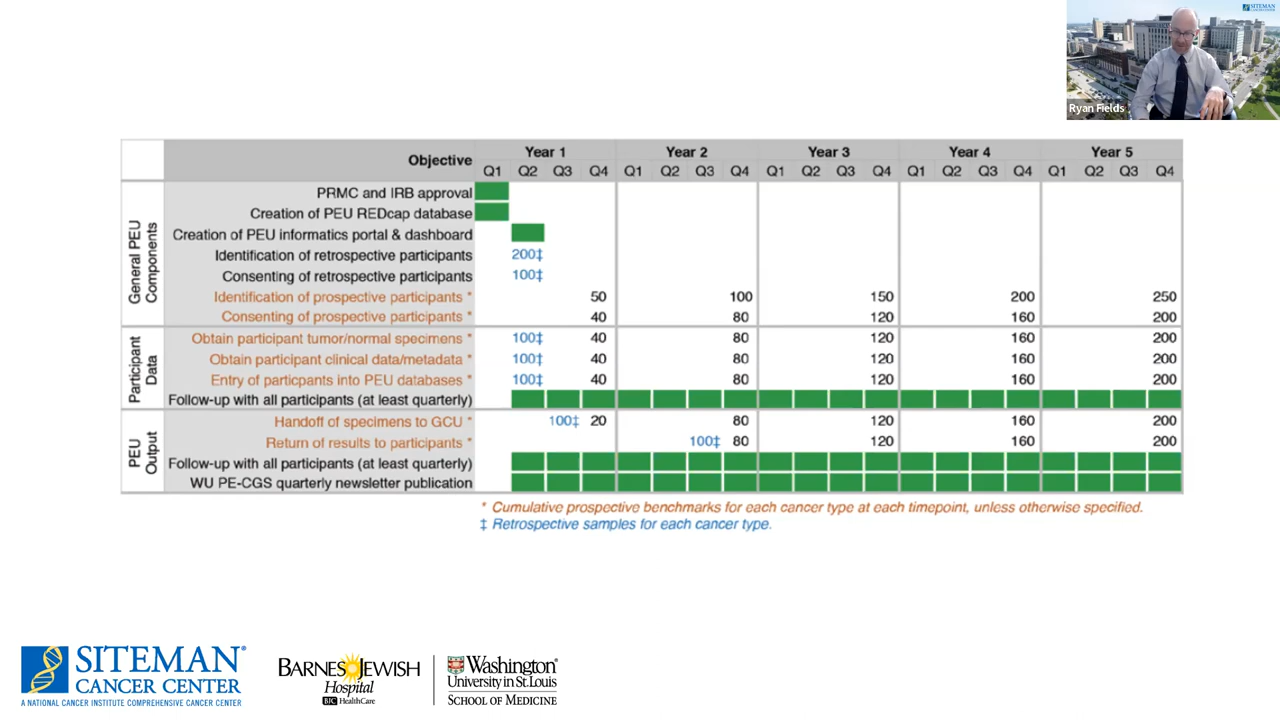 SITEMAN
CANCER CENTER
Ryan Fields
Objective Year 1 Year 2 Year 3 Year 4 Year 5
Q1 Q2 Q3 Q4 Q1 Q2 Q3 Q4 Q1 Q2 Q3 Q4 Q1 Q2 Q3 Q4 Q1 Q2 Q3 Q4
General PEU
Components
PRMC and IRB approval
Creation of PEU REDcap database
Creation of PEU informatics portal & dashboard
Identification of retrospective participants 200‡
Consenting of retrospective participants 100‡
Identification of prospective participants * 50 100 150 200 250
Consenting of prospective participants * 40 80 120 160 200
Participant
Data
Obtain participant tumor/normal specimens * 100‡ 40 80 120 160 200
Obtain participant clinical data/metadata * 100‡ 40 80 120 160 200
Entry of particpants into PEU databases * 100‡ 40 80 120 160 200
Follow-up with all participants (at least quarterly)
PEU
Output
Handoff of specimens to GCU * 100‡ 20 80 120 160 200
Return of results to participants * 100‡ 80 120 160 200
Follow-up with all participants (at least quarterly)
WU PE-CGS quarterly newsletter publication
* Cumulative prospective benchmarks for each cancer type at each timepoint, unless otherwise specified.
‡ Retrospective samples for each cancer type.
SITEMAN®
CANCER CENTER
A NATIONAL CANCER INSTITUTE COMPREHENSIVE CANCER CENTER
BARNES JEWISH
Hospital
BJC HealthCare
Washington
University in St. Louis
SCHOOL OF MEDICINE